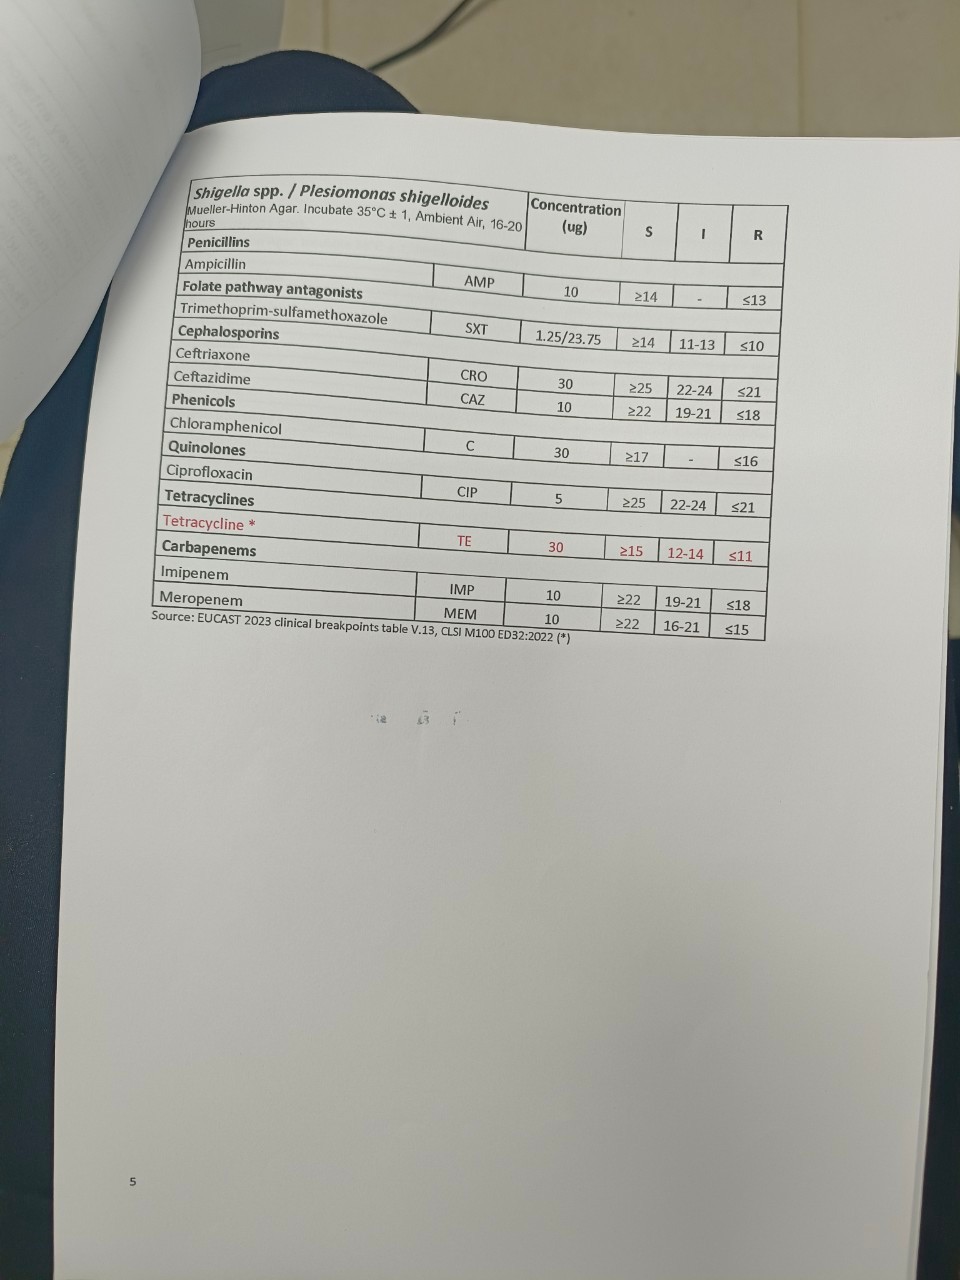 Shigella spp. / Plesiomonas shigelloides
Mueller-Hinton Agar. Incubate 35°C ± 1, Ambient Air, 16-20
hours
Concentration
(ug)
S I R
Penicillins
Ampicillin AMP 10 ≥14 - ≤13
Folate pathway antagonists
Trimethoprim-sulfamethoxazole SXT 1.25/23.75 ≥14 11-13 ≤10
Cephalosporins
Ceftriaxone CRO 30 ≥25 22-24 ≤21
Ceftazidime CAZ 10 ≥22 19-21 ≤18
Phenicols
Chloramphenicol C 30 ≥17 - ≤16
Quinolones
Ciprofloxacin CIP 5 ≥25 22-24 ≤21
Tetracyclines
Tetracycline * TE 30 ≥15 12-14 ≤11
Carbapenems
Imipenem IMP 10 ≥22 19-21 ≤18
Meropenem MEM 10 ≥22 16-21 ≤15
Source: EUCAST 2023 clinical breakpoints table V.13, CLSI M100 ED32:2022 (*)
5